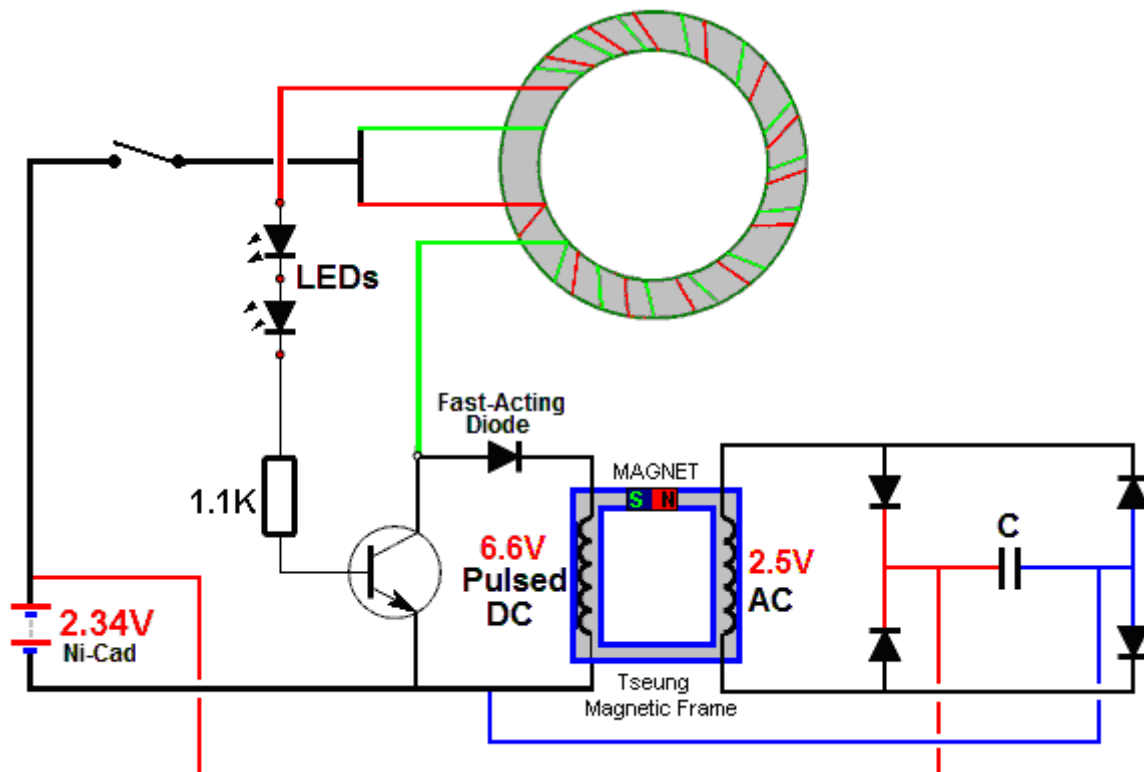 LEDs
Fast-Acting
Diode
MAGNET
S N
1.1K
6.6V
Pulsed
DC
2.5V
AC
C
2.34V
Ni-Cad
Tseung
Magnetic Frame